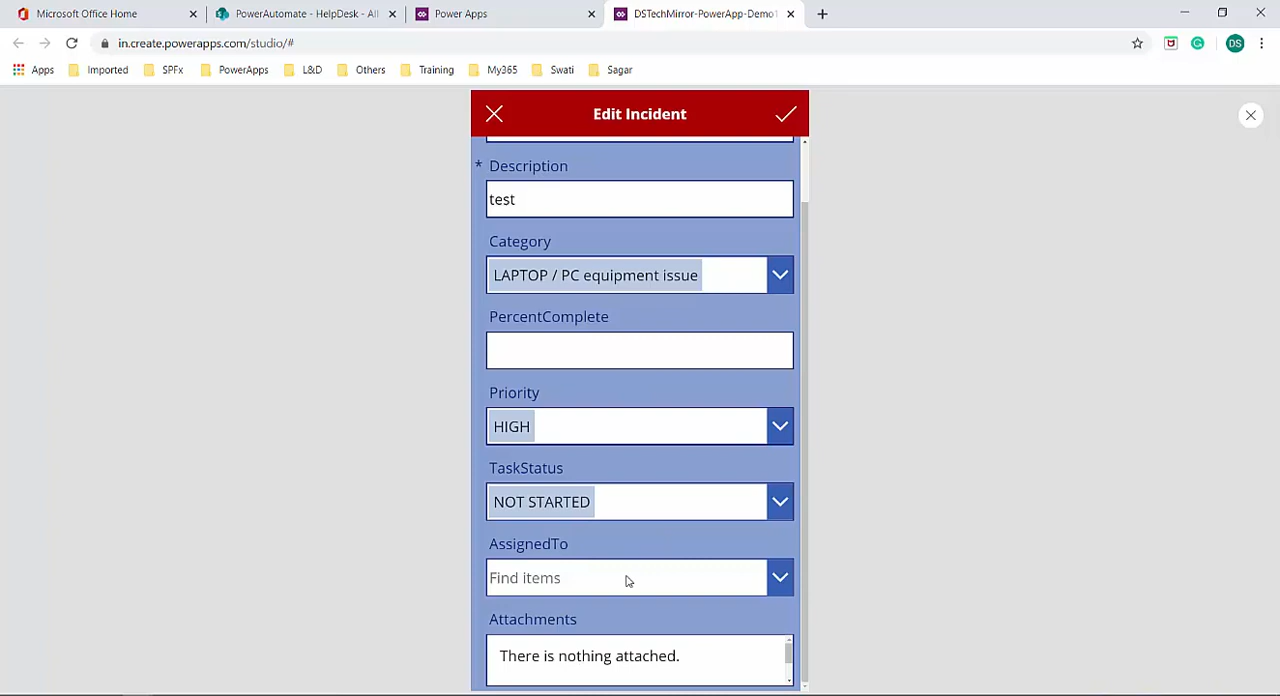 Microsoft Office Home
PowerAutomate - HelpDesk - All
Power Apps
DSTechMirror-PowerApp-Demo1
in.create.powerapps.com/studio/#
DS
Apps
Imported
SPFx
PowerApps
L&D
Others
Training
My365
Swati
Sagar
Edit Incident
* Description
test
Category
LAPTOP / PC equipment issue
PercentComplete
Priority
HIGH
TaskStatus
NOT STARTED
AssignedTo
Find items
Attachments
There is nothing attached.